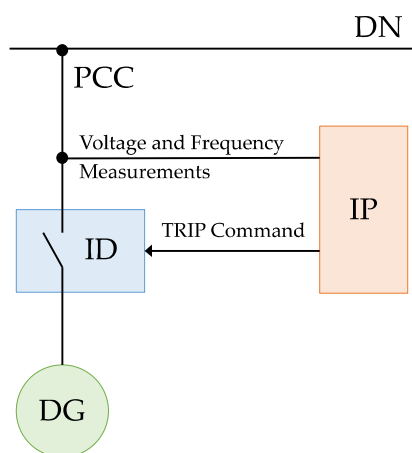 DN
PCC
Voltage and Frequency
Measurements
IP
TRIP Command
ID
DG